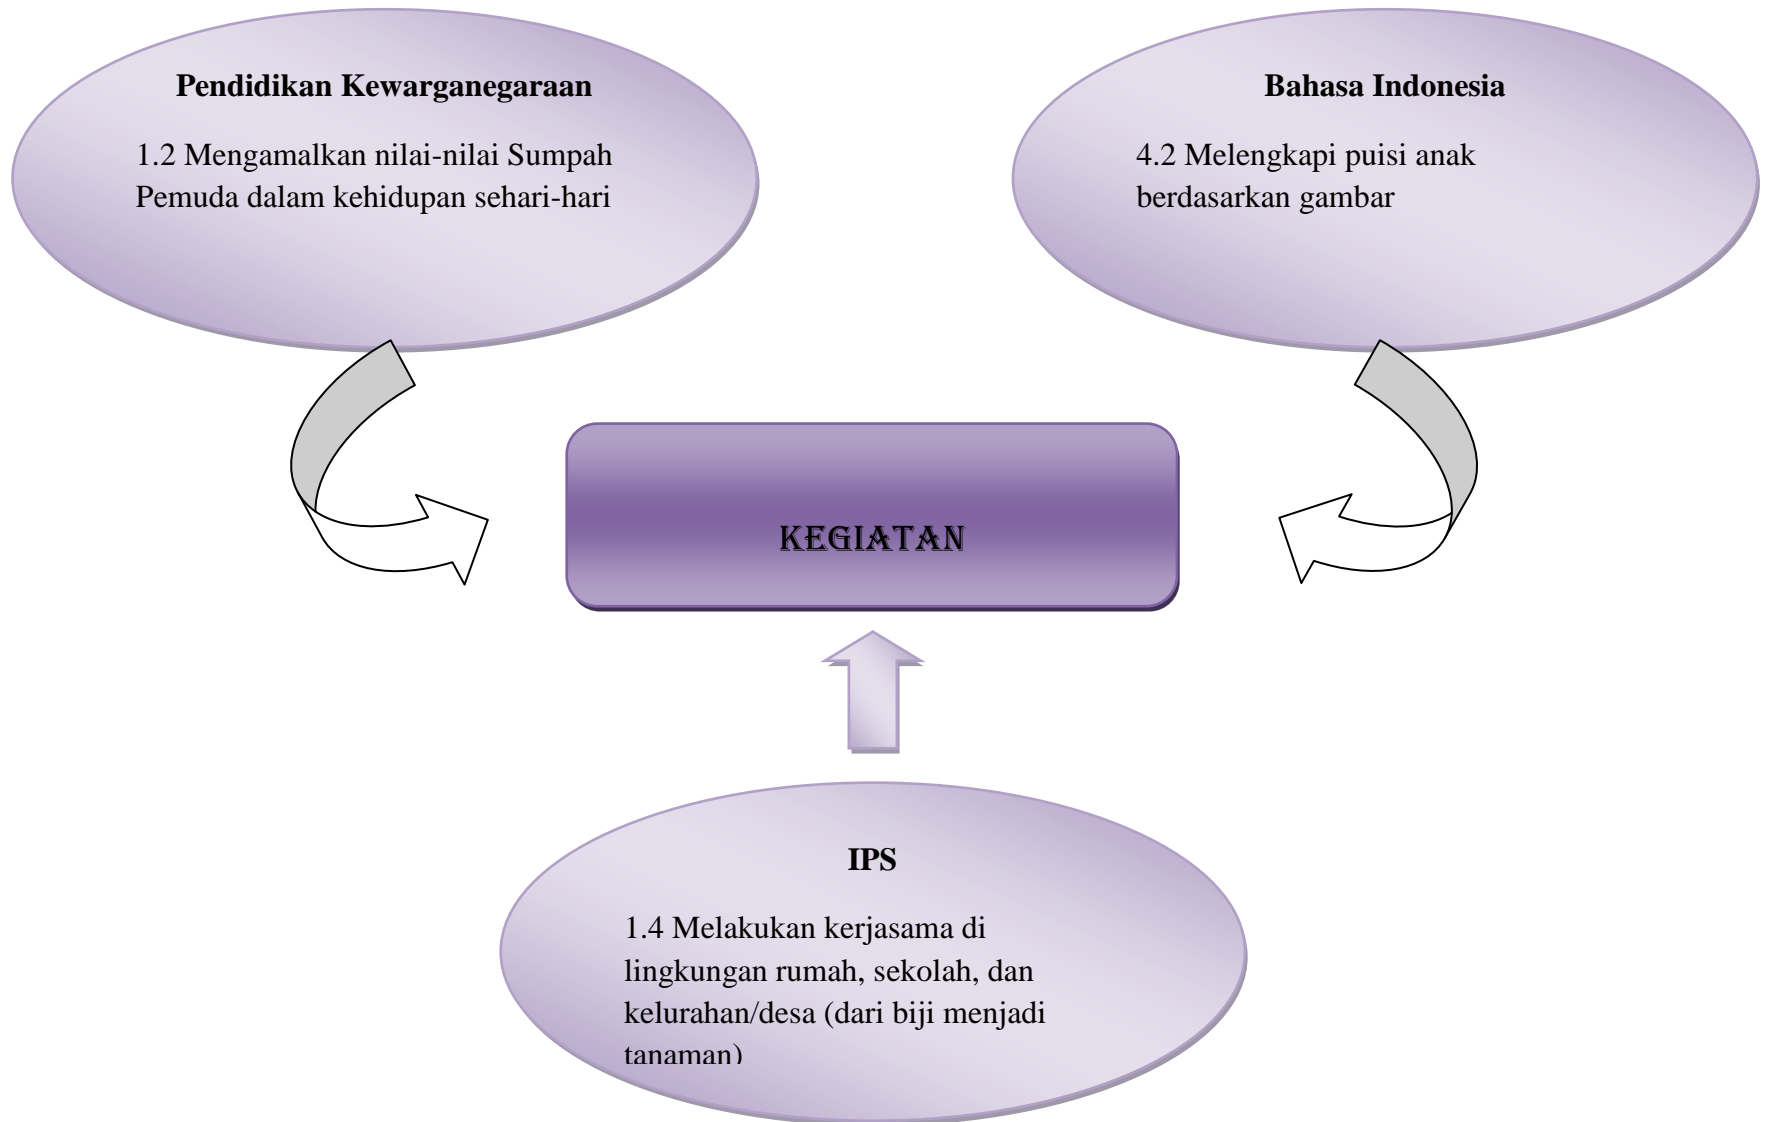 Pendidikan Kewarganegaraan
1.2 Mengamalkan nilai-nilai Sumpah
Pemuda dalam kehidupan sehari-hari
Bahasa Indonesia
4.2 Melengkapi puisi anak
berdasarkan gambar
KEGIATAN
IPS
1.4 Melakukan kerjasama di
lingkungan rumah, sekolah, dan
kelurahan/desa (dari biji menjadi
tanaman)